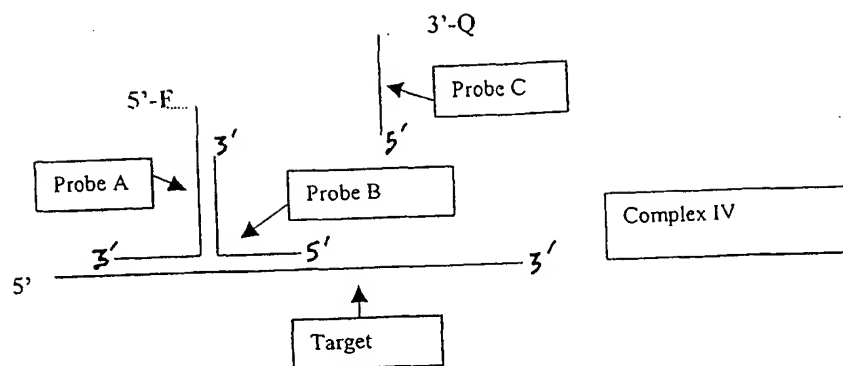 3'-Q
Probe C
5'-F
3'
5'
Probe A
Probe B
Complex IV
3'
5'
5'
3'
Target